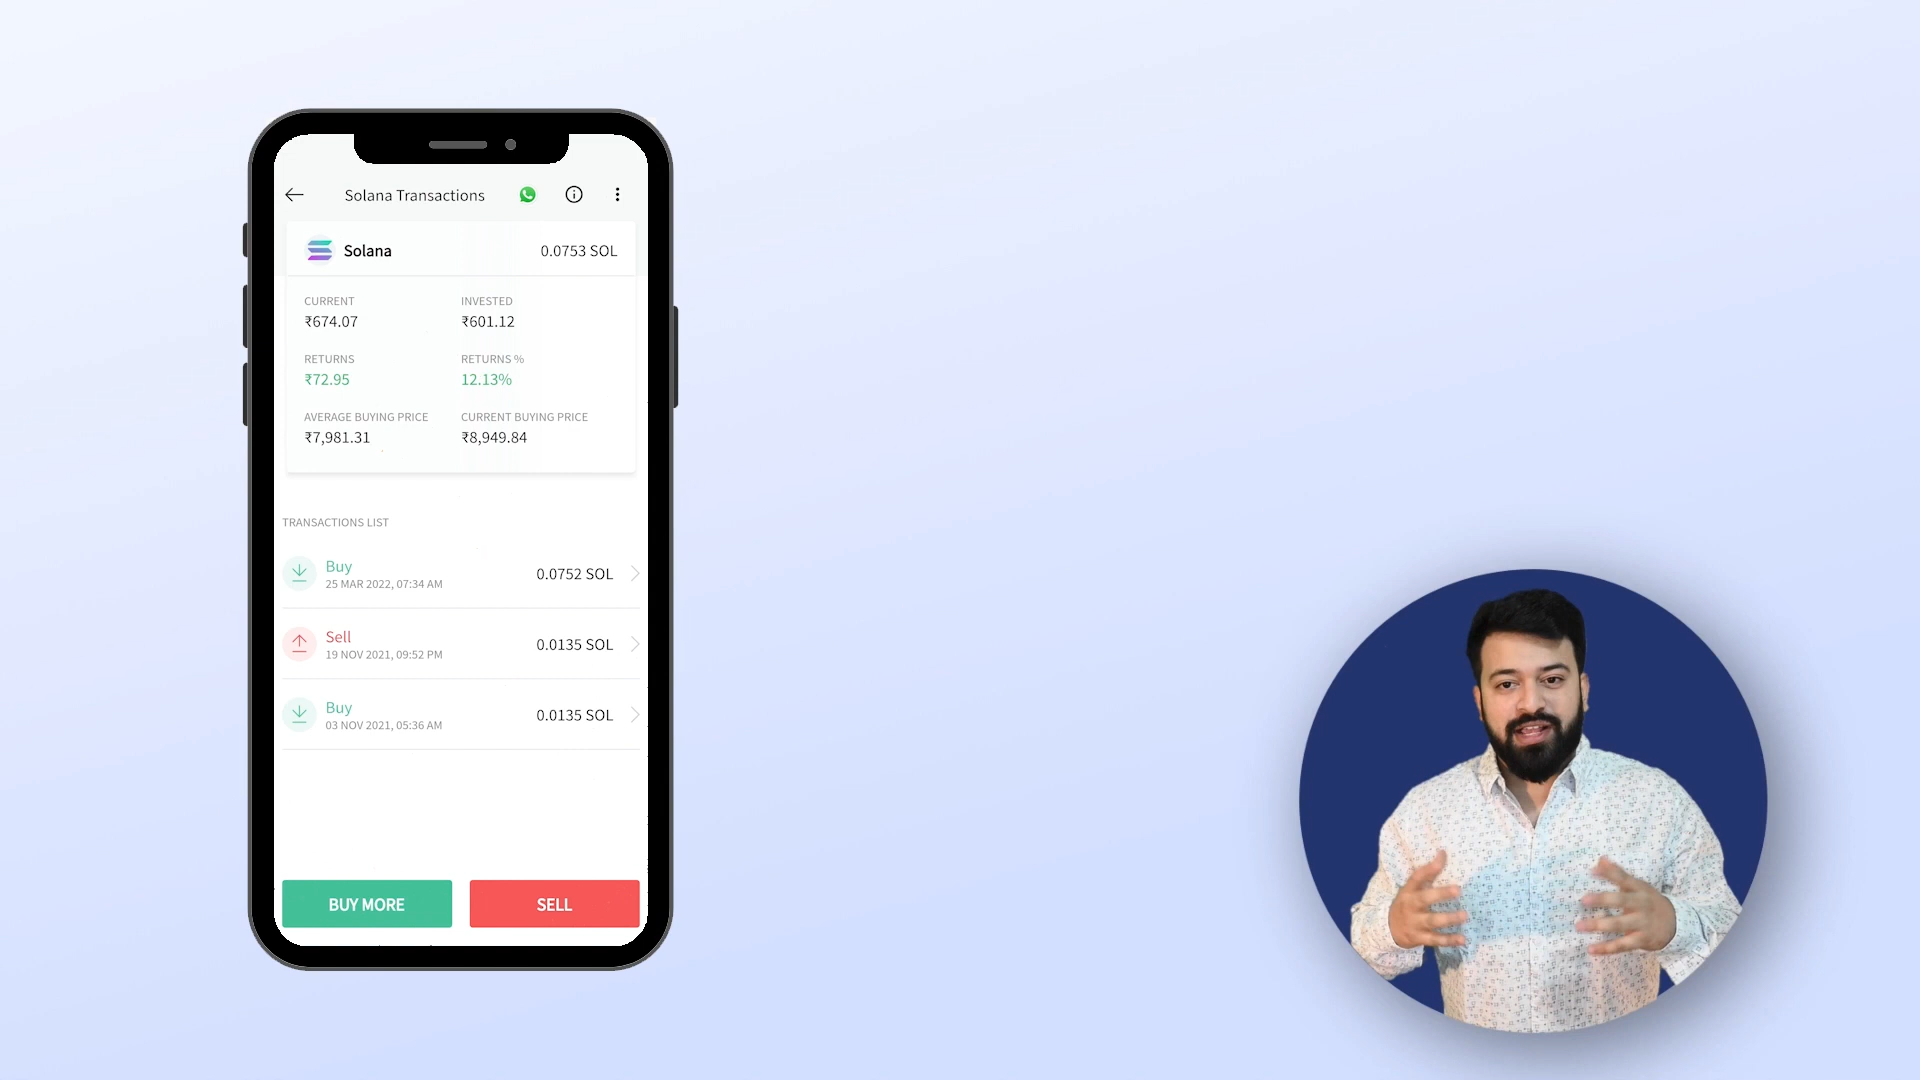 Solana Transactions
Solana 0.0753 SOL
CURRENT INVESTED
₹674.07 ₹601.12
RETURNS RETURNS %
₹72.95 12.13%
AVERAGE BUYING PRICE CURRENT BUYING PRICE
₹7,981.31 ₹8,949.84
TRANSACTIONS LIST
Buy
25 MAR 2022, 07:34 AM
0.0752 SOL
Sell
19 NOV 2021, 09:52 PM
0.0135 SOL
Buy
03 NOV 2021, 05:36 AM
0.0135 SOL
BUY MORE SELL